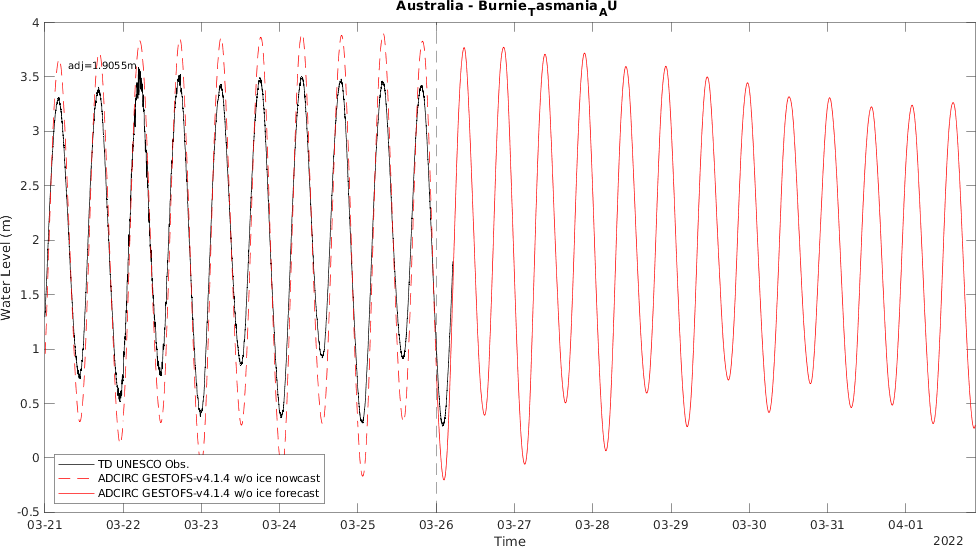 Australia - Burnie_Tasmania_AU
4
adj=1.9055m
3.5
3
2.5
2
1.5
1
0.5
0
-0.5
Water Level (m)
TD UNESCO Obs.
ADCIRC GESTOFS-v4.1.4 w/o ice nowcast
ADCIRC GESTOFS-v4.1.4 w/o ice forecast
03-21 03-22 03-23 03-24 03-25 03-26 03-27 03-28 03-29 03-30 03-31 04-01
Time
2022